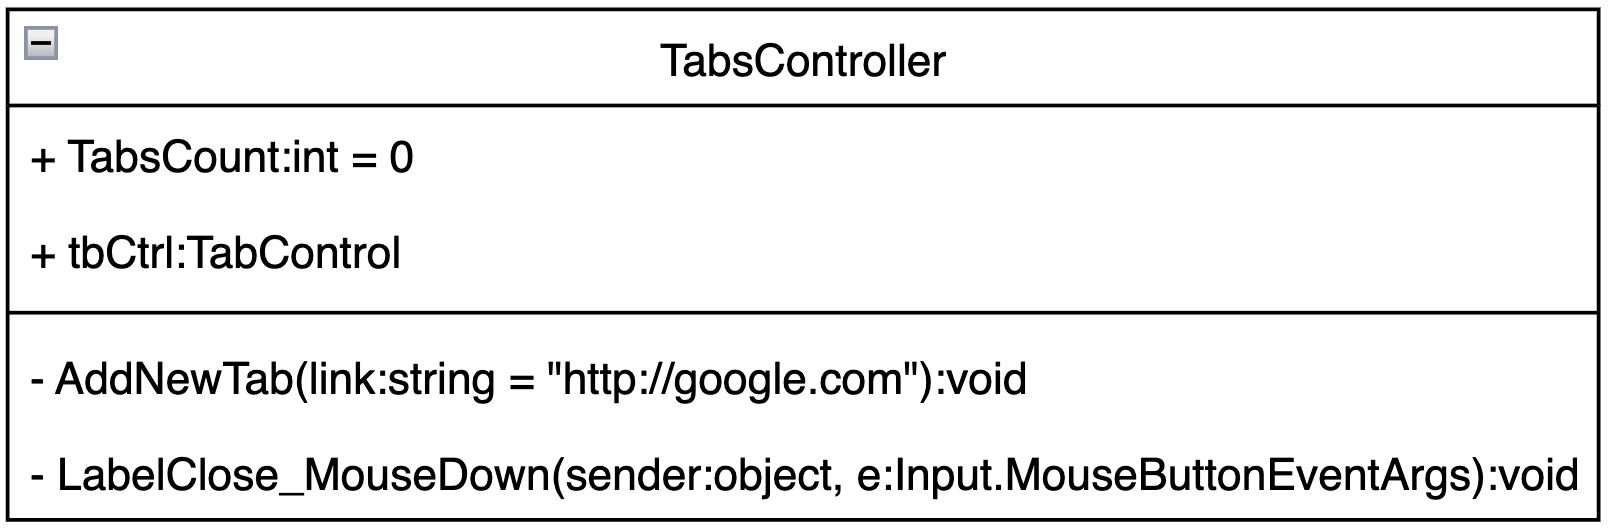 TabsController
+ TabsCount:int = 0
+ tbCtrl:TabControl
- AddNewTab(link:string = "http://google.com"):void
- LabelClose_MouseDown(sender:object, e:Input.MouseButtonEventArgs):void